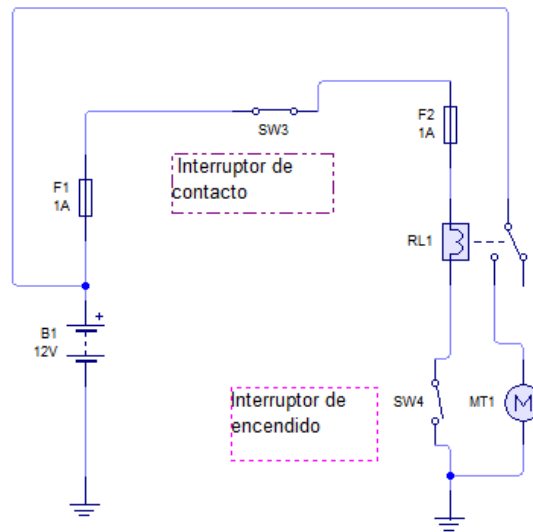 F2
1A
SW3
Interruptor de
contacto
F1
1A
RL1
+
B1
12V
Interruptor de
encendido
SW4
MT1
M